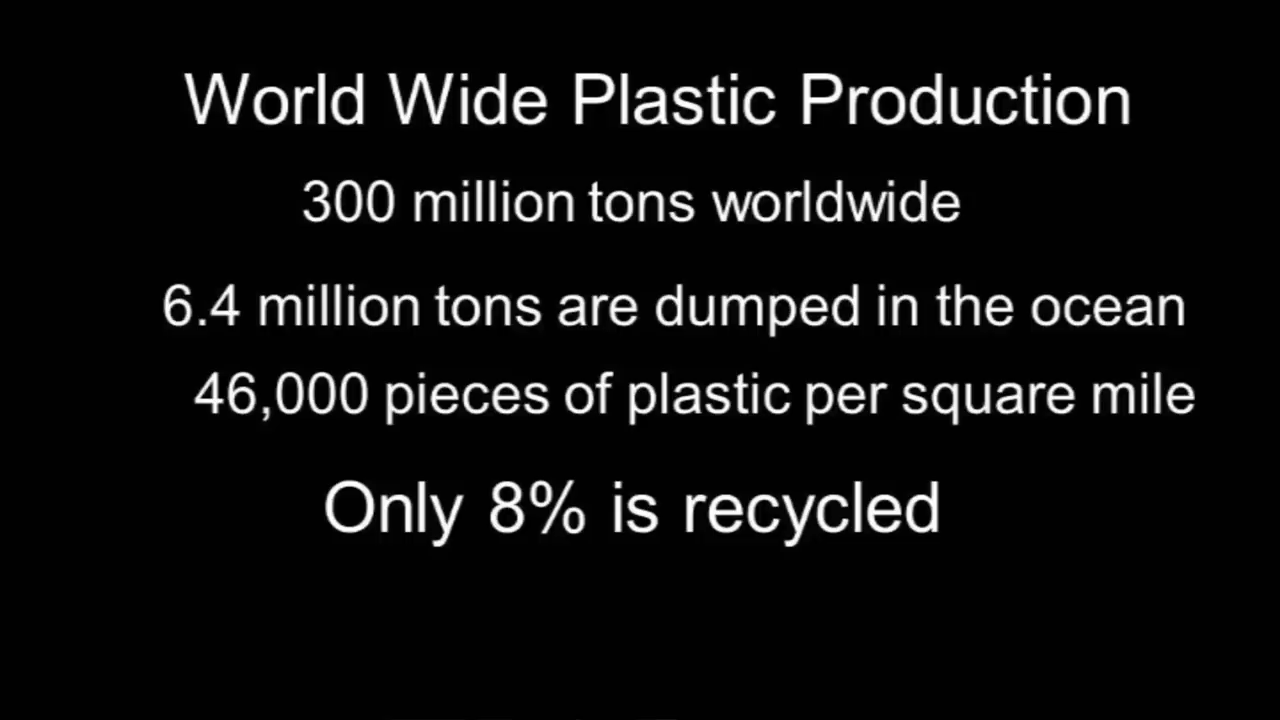 World Wide Plastic Production
300 million tons worldwide
6.4 million tons are dumped in the ocean
46,000 pieces of plastic per square mile
Only 8% is recycled